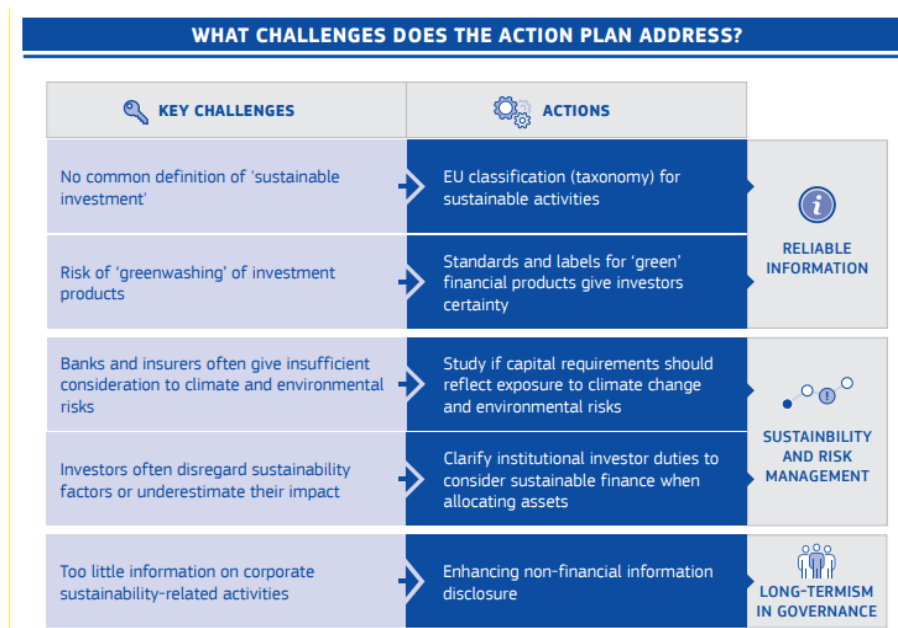 WHAT CHALLENGES DOES THE ACTION PLAN ADDRESS?
KEY CHALLENGES
ACTIONS
No common definition of 'sustainable
investment'
EU classification (taxonomy) for
sustainable activities
Risk of ‘greenwashing’ of investment
products
Standards and labels for ‘green’
financial products give investors
certainty
RELIABLE
INFORMATION
Banks and insurers often give insufficient
consideration to climate and environmental
risks
Study if capital requirements should
reflect exposure to climate change
and environmental risks
Investors often disregard sustainability
factors or underestimate their impact
Clarify institutional investor duties to
consider sustainable finance when
allocating assets
SUSTAINBILITY
AND RISK
MANAGEMENT
Too little information on corporate
sustainability-related activities
Enhancing non-financial information
disclosure
LONG-TERMISM
IN GOVERNANCE